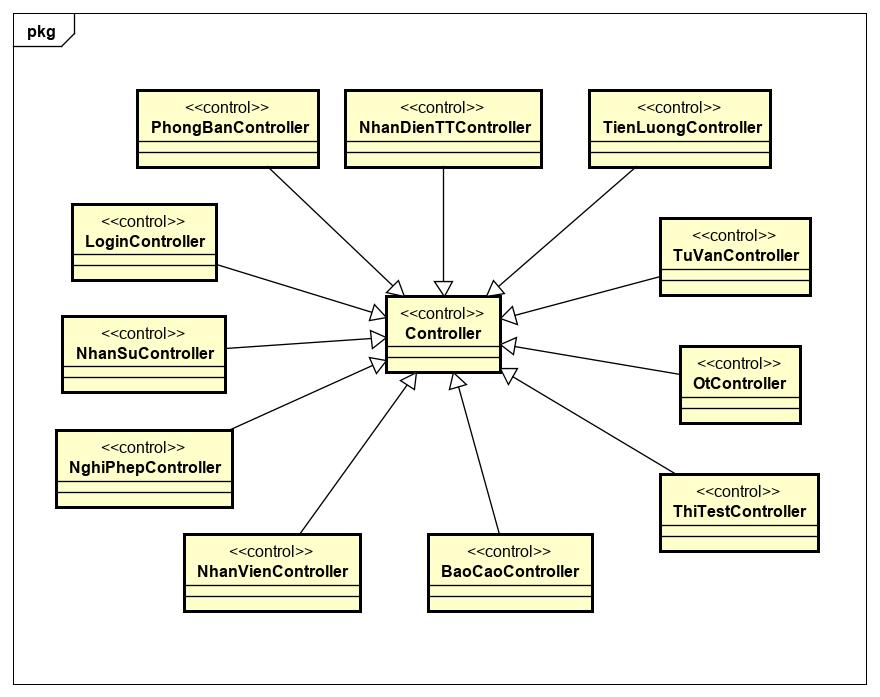 pkg
<<control>>
PhongBanController
<<control>>
NhanDienTTController
<<control>>
TienLuongController
<<control>>
LoginController
<<control>>
TuVanController
<<control>>
Controller
<<control>>
NhanSuController
<<control>>
OtController
<<control>>
NghiPhepController
<<control>>
ThiTestController
<<control>>
NhanVienController
<<control>>
BaoCaoController